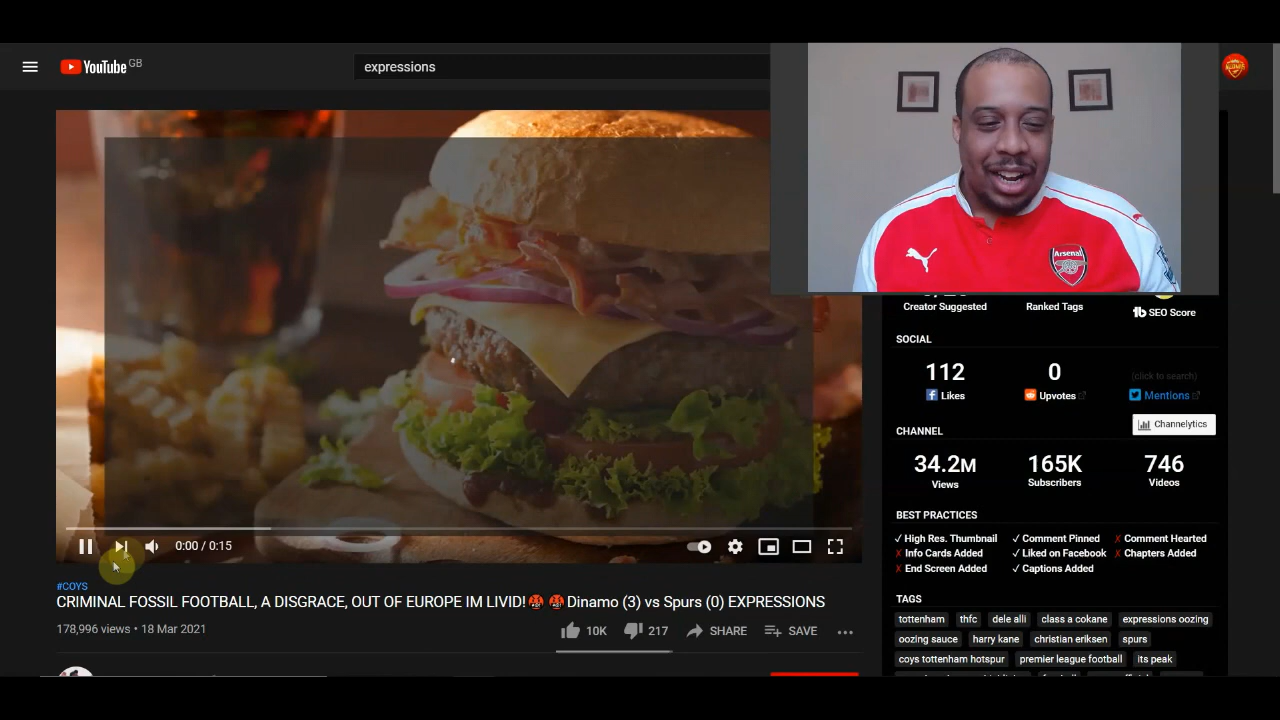 YouTube GB
expressions
Arsenal
Creator Suggested
Ranked Tags
tb SEO Score
SOCIAL
112
0
(click to search)
Likes
Upvotes
Mentions
Channelytics
CHANNEL
34.2M
165K
746
Views
Subscribers
Videos
BEST PRACTICES
✓ High Res. Thumbnail
✓ Comment Pinned
✗ Comment Hearted
✗ Info Cards Added
✓ Liked on Facebook
✗ Chapters Added
✗ End Screen Added
✓ Captions Added
TAGS
tottenham
thfc
dele alli
class a cokane
expressions oozing
oozing sauce
harry kane
christian eriksen
spurs
coys tottenham hotspur
premier league football
its peak
0:00 / 0:15
#COYS
CRIMINAL FOSSIL FOOTBALL, A DISGRACE, OUT OF EUROPE IM LIVID!🤬 🤬Dinamo (3) vs Spurs (0) EXPRESSIONS
178,996 views • 18 Mar 2021
10K
217
SHARE
SAVE